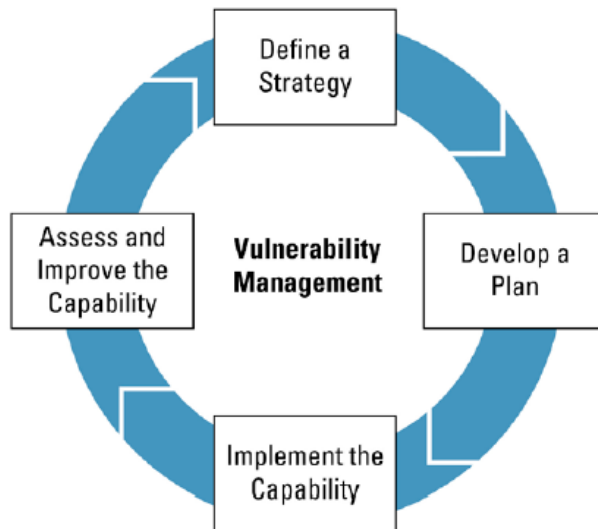 Define a
Strategy
Assess and
Improve the
Capability
Vulnerability
Management
Develop a
Plan
Implement the
Capability